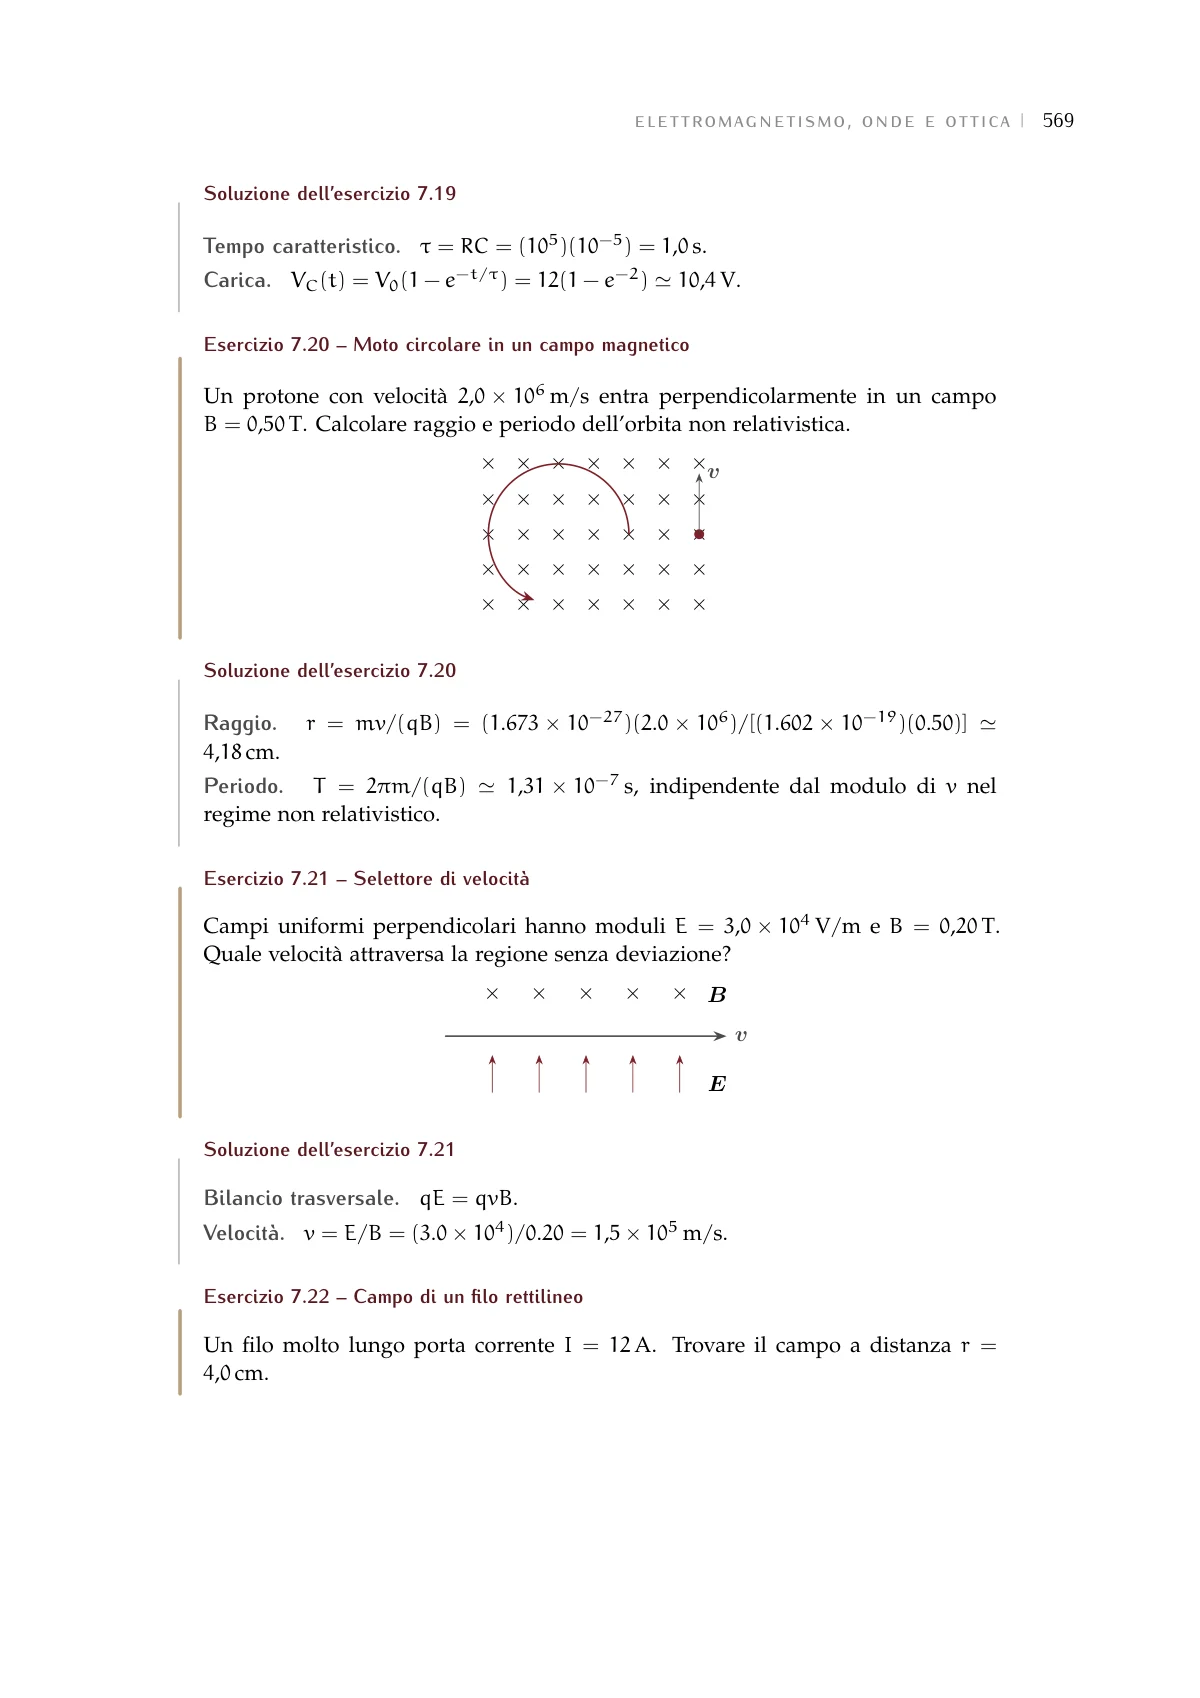 ELETTROMAGNETISMO, ONDE E OTTICA | 569
Soluzione dell'esercizio 7.19
Tempo caratteristico. τ = RC = (10⁵)(10⁻⁵) = 1,0 s.
Carica. V_C(t) = V₀(1 − e^{−t/τ}) = 12(1 − e⁻²) ≃ 10,4 V.
Esercizio 7.20 – Moto circolare in un campo magnetico
Un protone con velocità 2,0 × 10⁶ m/s entra perpendicolarmente in un campo
B = 0,50 T. Calcolare raggio e periodo dell'orbita non relativistica.
v
Soluzione dell'esercizio 7.20
Raggio. r = mv/(qB) = (1.673 × 10⁻²⁷)(2.0 × 10⁶)/[(1.602 × 10⁻¹⁹)(0.50)] ≃
4,18 cm.
Periodo. T = 2πm/(qB) ≃ 1,31 × 10⁻⁷ s, indipendente dal modulo di v nel
regime non relativistico.
Esercizio 7.21 – Selettore di velocità
Campi uniformi perpendicolari hanno moduli E = 3,0 × 10⁴ V/m e B = 0,20 T.
Quale velocità attraversa la regione senza deviazione?
× × × × × B
v
E
Soluzione dell'esercizio 7.21
Bilancio trasversale. qE = qvB.
Velocità. v = E/B = (3.0 × 10⁴)/0.20 = 1,5 × 10⁵ m/s.
Esercizio 7.22 – Campo di un filo rettilineo
Un filo molto lungo porta corrente I = 12 A. Trovare il campo a distanza r =
4,0 cm.